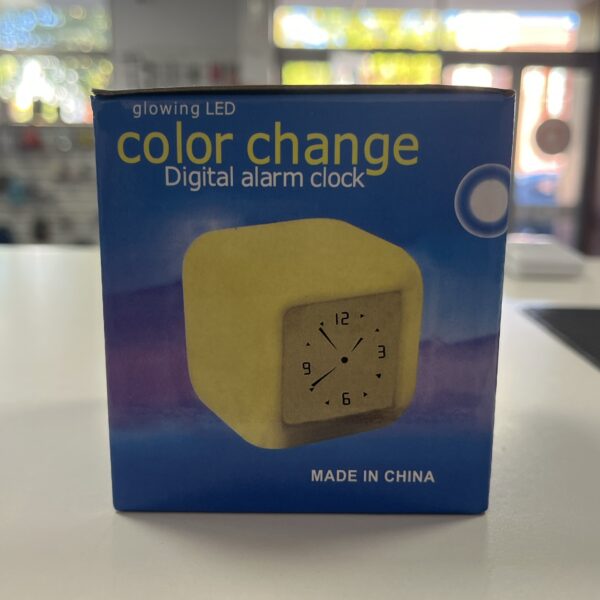 glowing LED
color change
Digital alarm clock
12
9 3
6
MADE IN CHINA